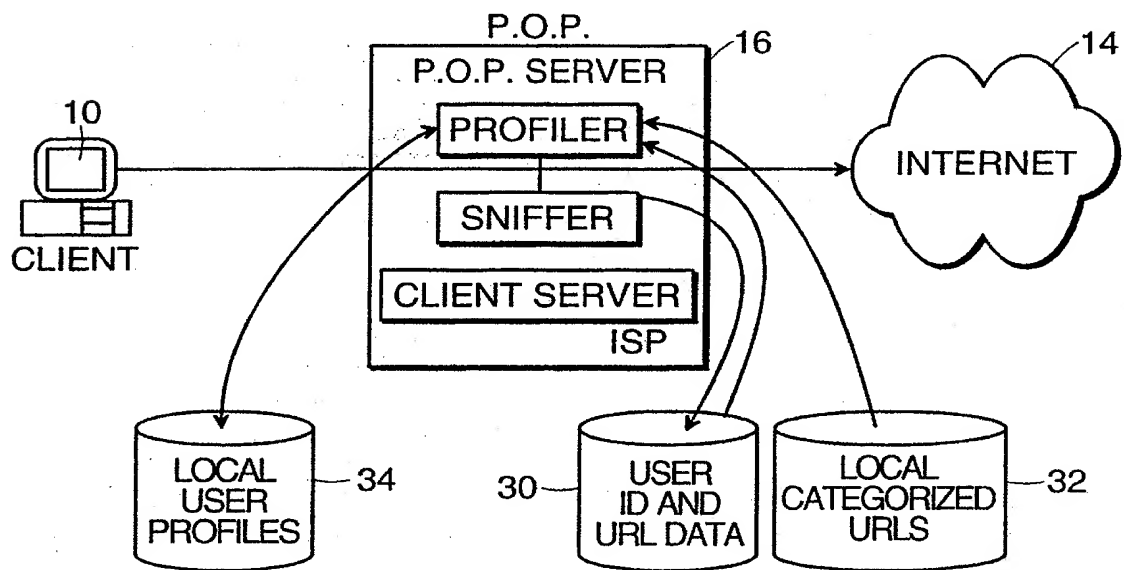 P.O.P.
16
P.O.P. SERVER
14
10
PROFILER
INTERNET
SNIFFER
CLIENT
CLIENT SERVER
ISP
LOCAL
USER
PROFILES
34
30
USER
ID AND
URL DATA
LOCAL
CATEGORIZED
URLS
32